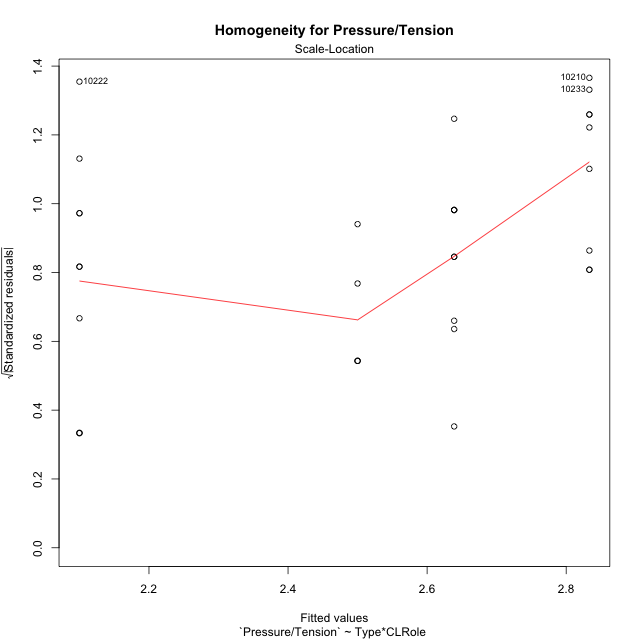 Homogeneity for Pressure/Tension
Scale-Location
1.4
1.2
1.0
0.8
0.6
0.4
0.2
0.0
√|Standardized residuals|
10222
10210
10233
2.2 2.4 2.6 2.8
Fitted values
`Pressure/Tension` ~ Type*CLRole